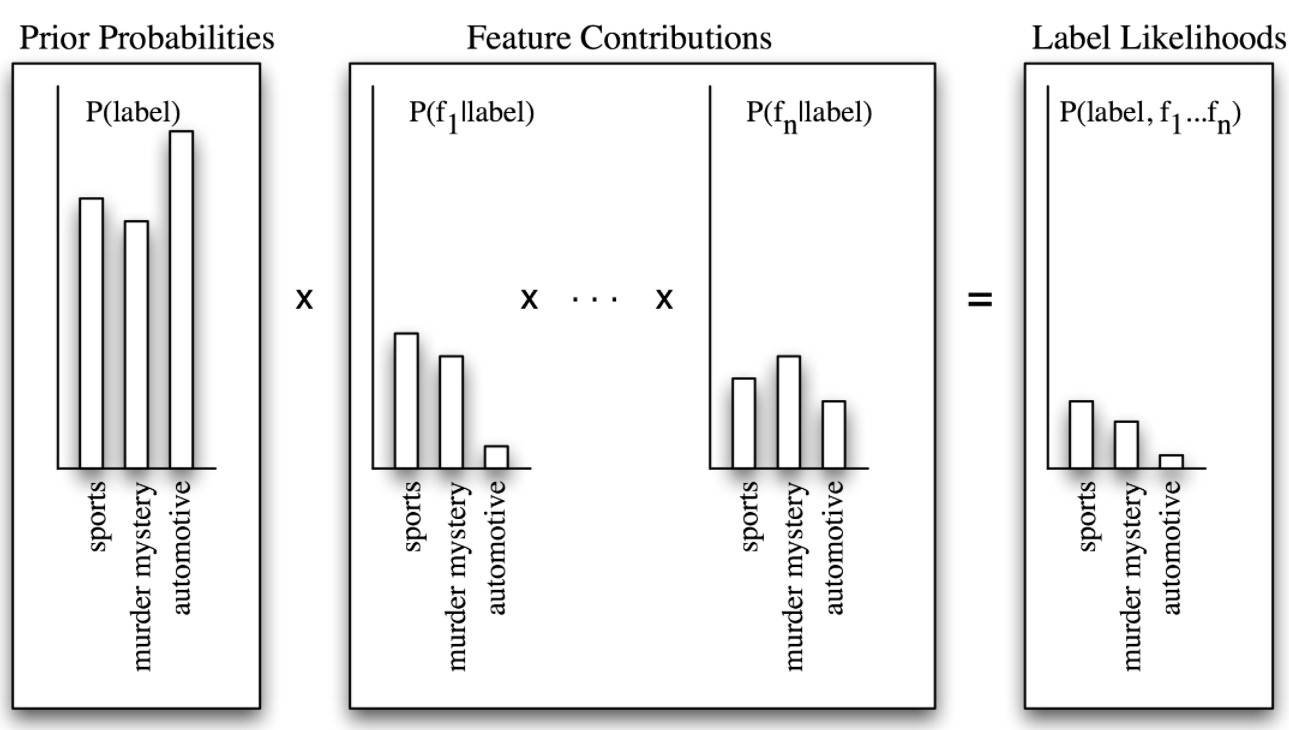 Prior Probabilities
Feature Contributions
Label Likelihoods
P(label)
sports
murder mystery
automotive
x
P(f1|label)
sports
murder mystery
automotive
x ... x
P(fn|label)
sports
murder mystery
automotive
=
P(label, f1...fn)
sports
murder mystery
automotive